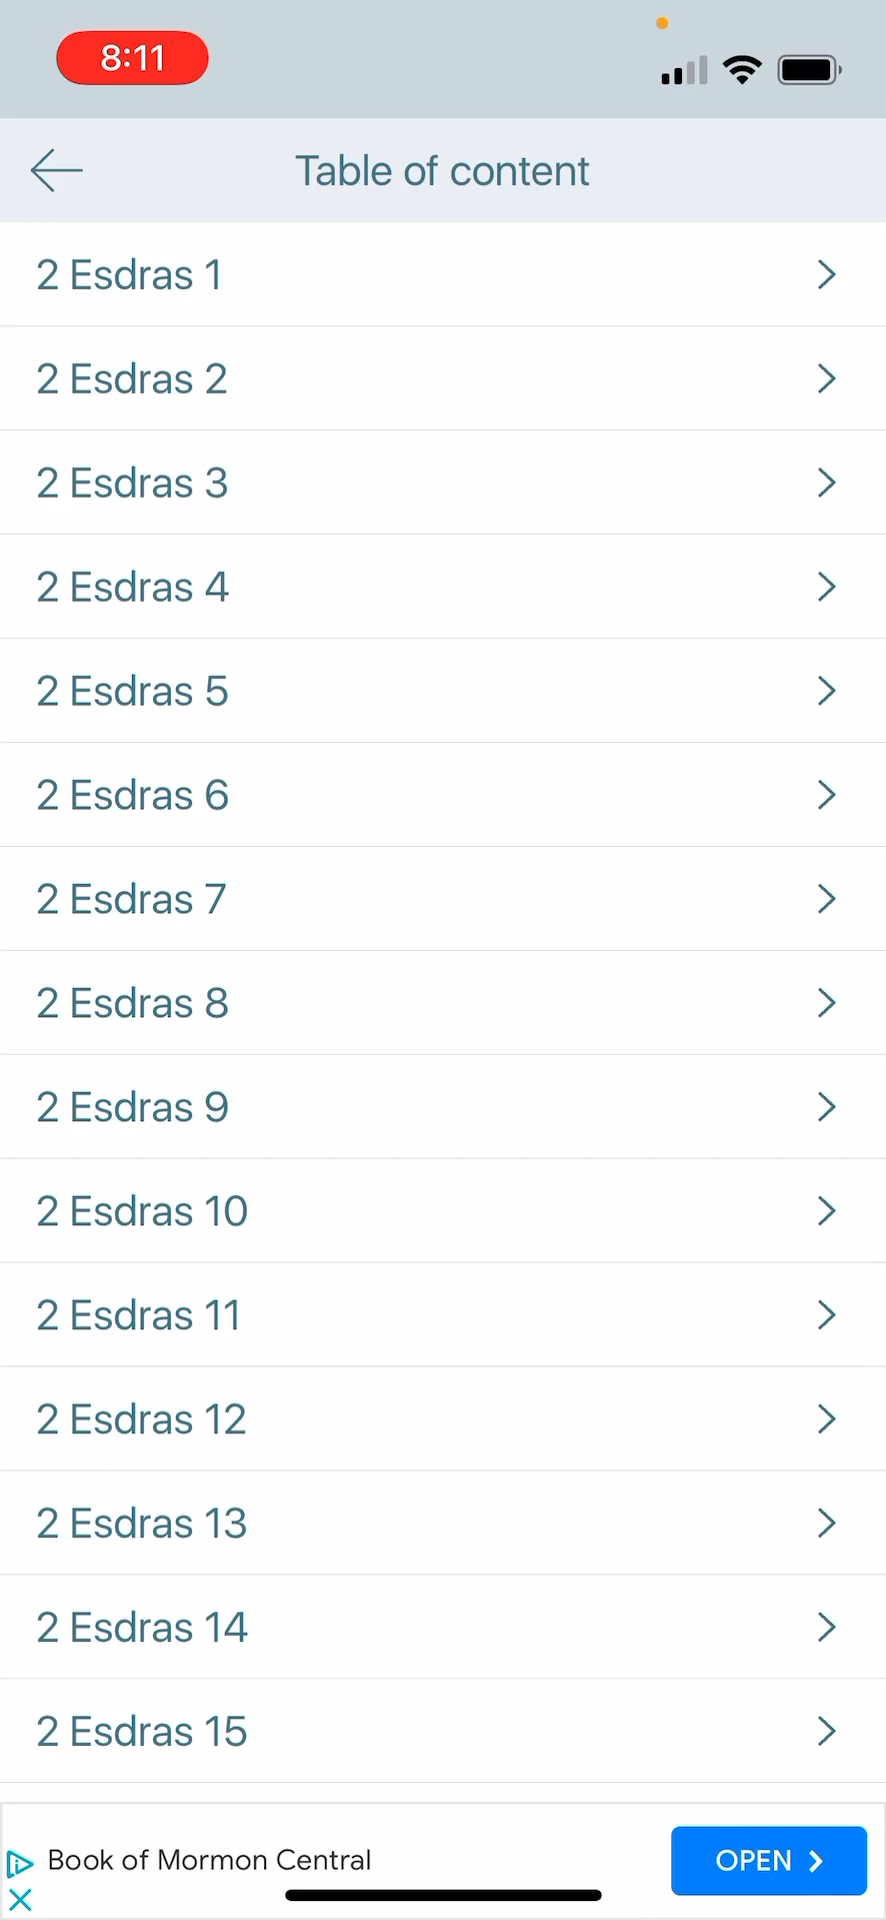 8:11
Table of content
2 Esdras 1
2 Esdras 2
2 Esdras 3
2 Esdras 4
2 Esdras 5
2 Esdras 6
2 Esdras 7
2 Esdras 8
2 Esdras 9
2 Esdras 10
2 Esdras 11
2 Esdras 12
2 Esdras 13
2 Esdras 14
2 Esdras 15
Book of Mormon Central
OPEN